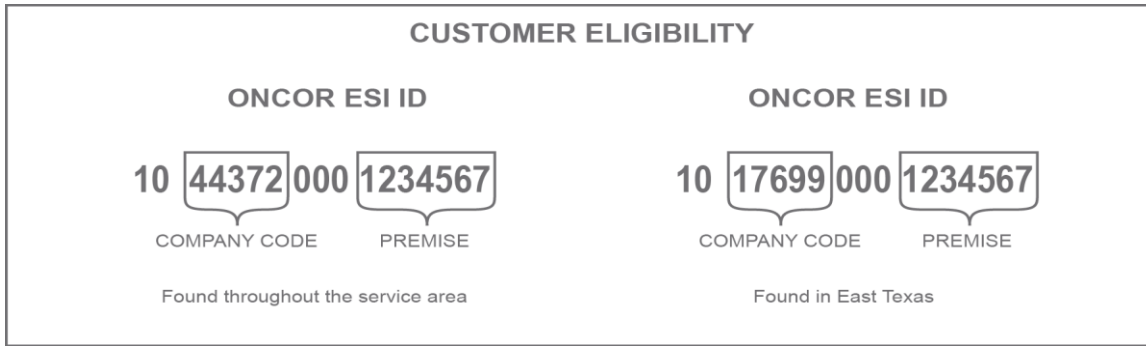 CUSTOMER ELIGIBILITY
ONCOR ESI ID
10 44372 000 1234567
COMPANY CODE PREMISE
Found throughout the service area
ONCOR ESI ID
10 17699 000 1234567
COMPANY CODE PREMISE
Found in East Texas